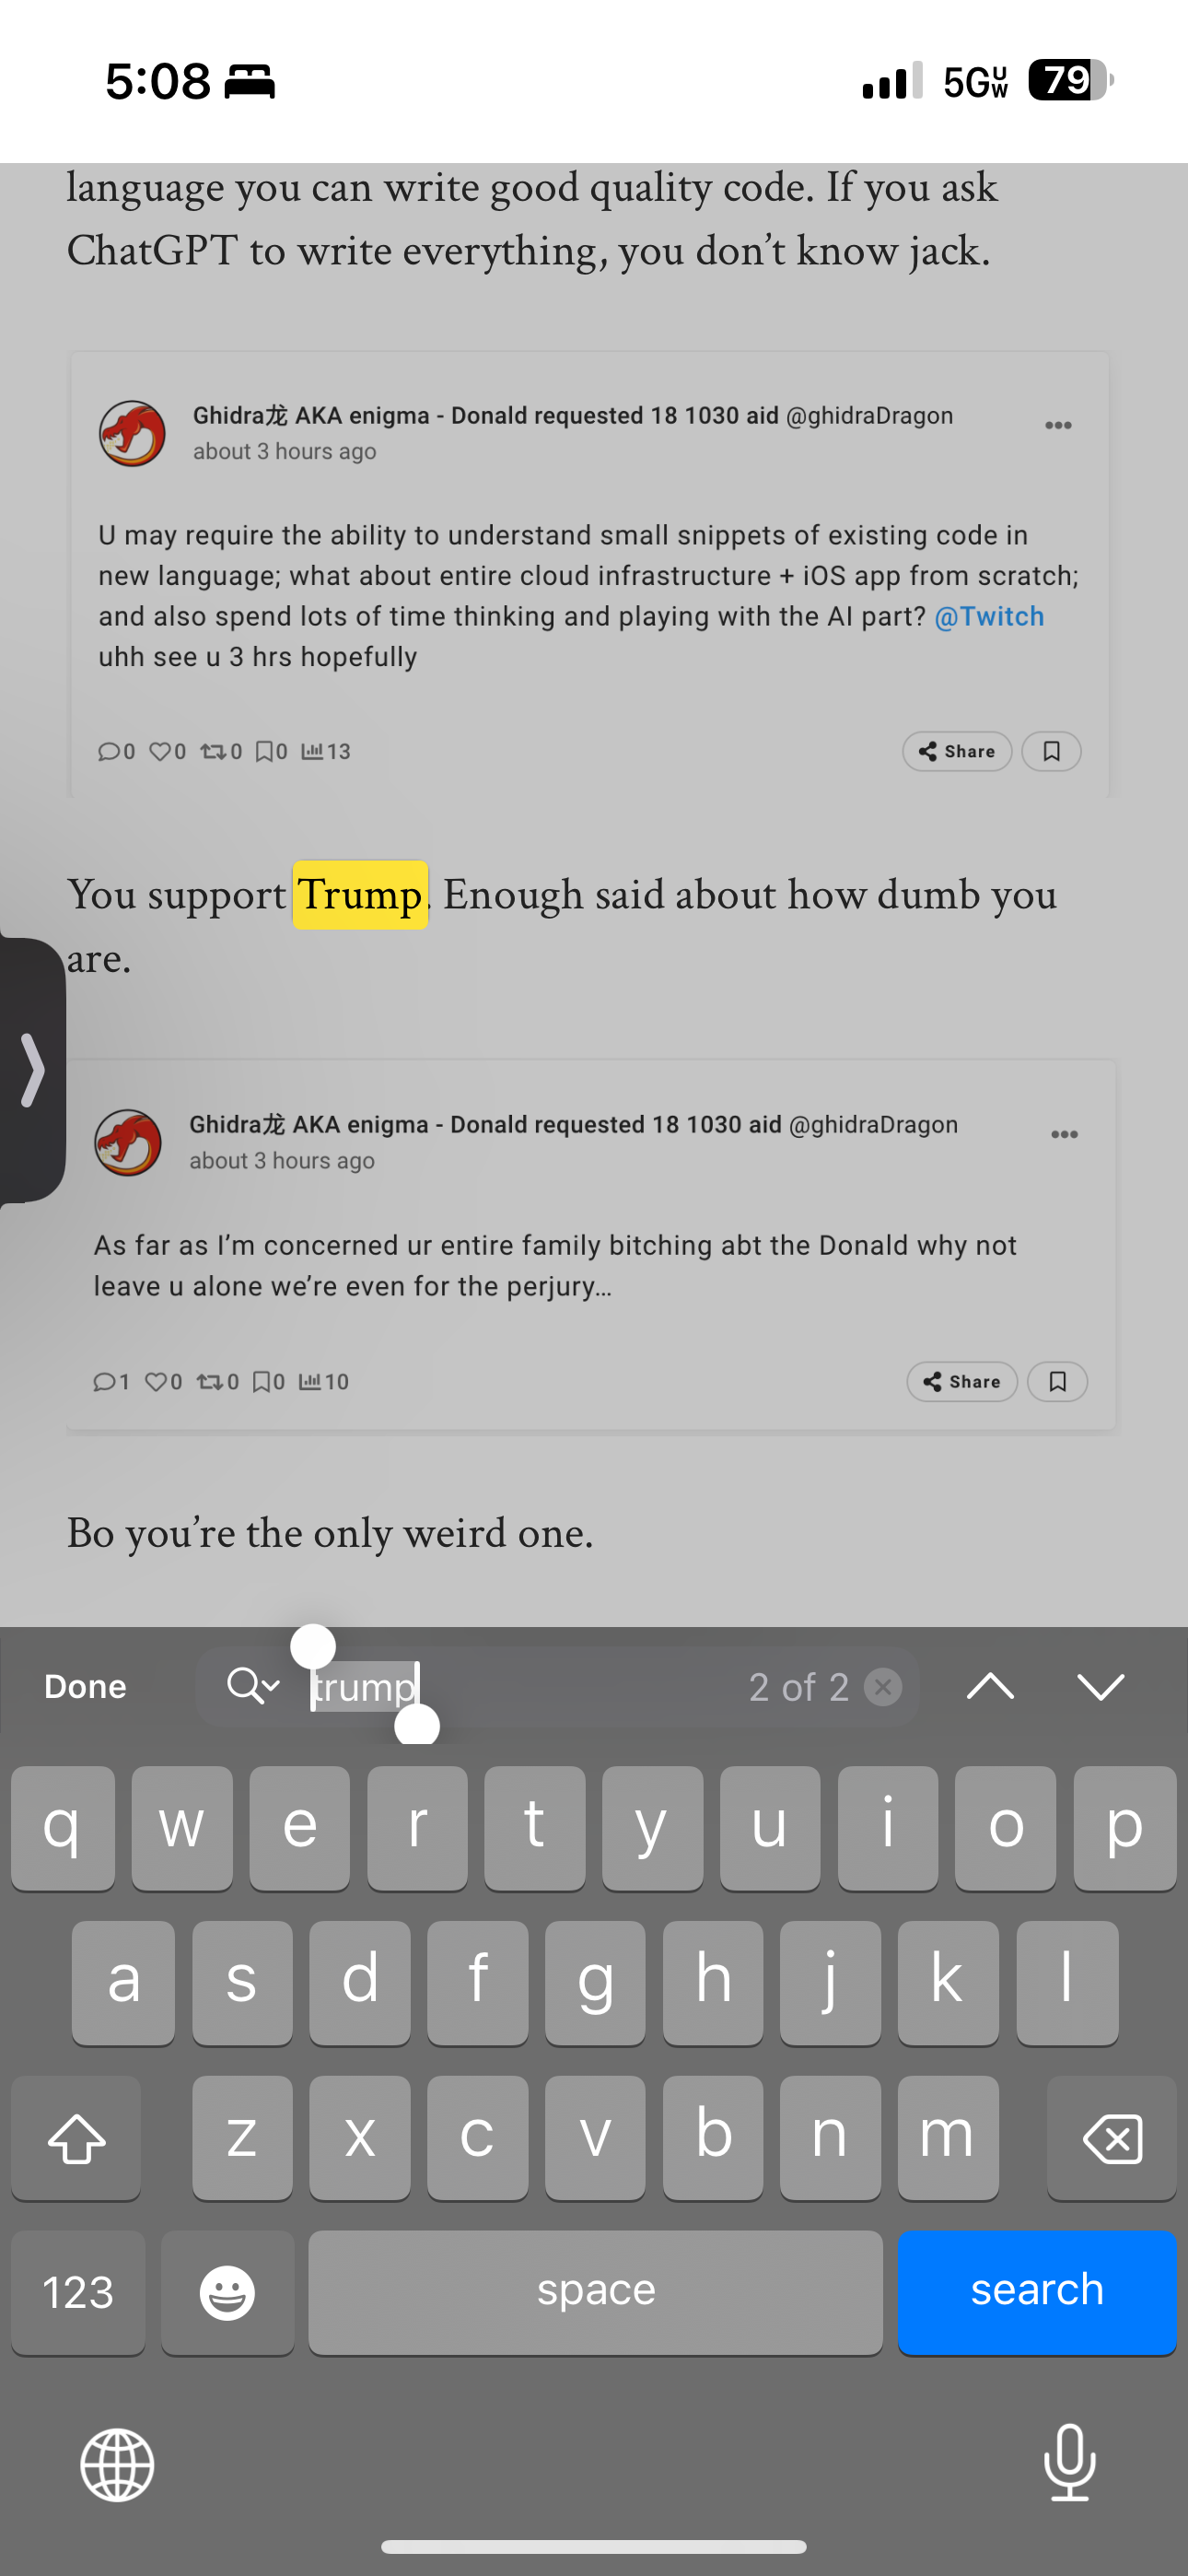 5:08
5G UW 79
language you can write good quality code. If you ask
ChatGPT to write everything, you don’t know jack.
Ghidra龙 AKA enigma - Donald requested 18 1030 aid @ghidraDragon
about 3 hours ago
U may require the ability to understand small snippets of existing code in
new language; what about entire cloud infrastructure + iOS app from scratch;
and also spend lots of time thinking and playing with the AI part? @Twitch
uhh see u 3 hrs hopefully
0 0 0 0 13 Share
You support Trump. Enough said about how dumb you
are.
Ghidra龙 AKA enigma - Donald requested 18 1030 aid @ghidraDragon
about 3 hours ago
As far as I’m concerned ur entire family bitching abt the Donald why not
leave u alone we’re even for the perjury...
1 0 0 0 10 Share
Bo you’re the only weird one.
Done trump 2 of 2
q w e r t y u i o p
a s d f g h j k l
z x c v b n m
123 space search